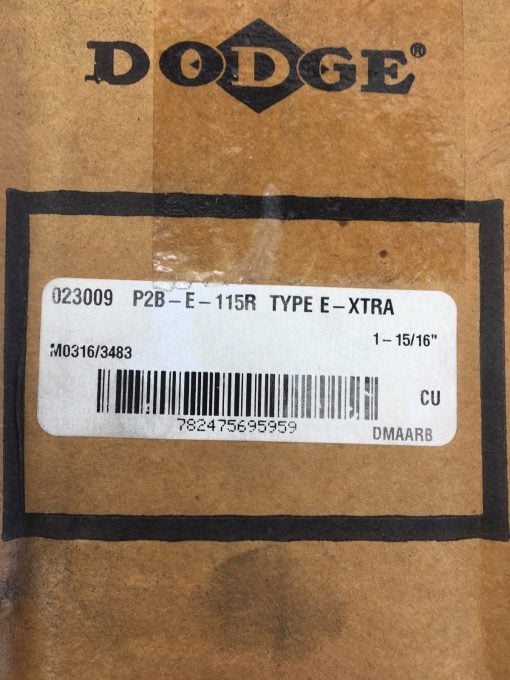 DODGE®
023009 P2B-E-115R TYPE E-XTRA
1-15/16"
M0316/3483
CU
782475695959
DMAARB